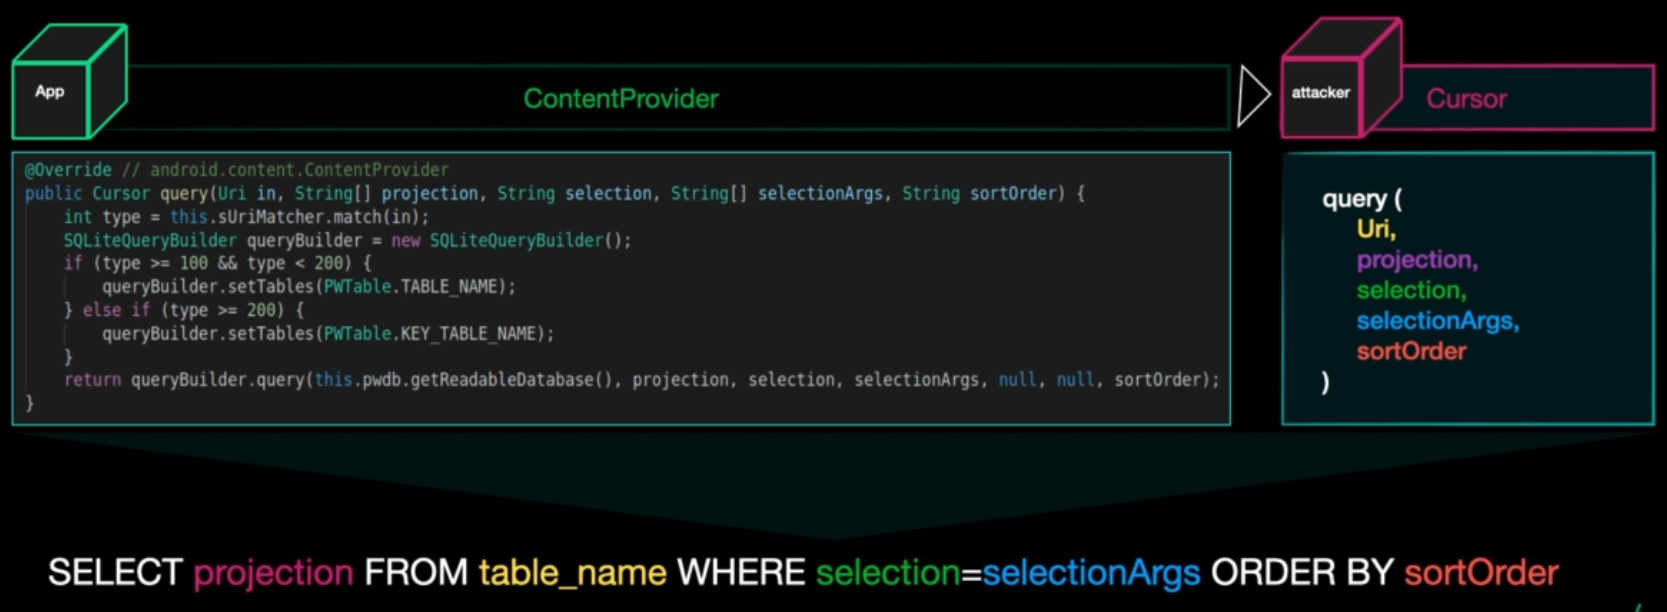 App
ContentProvider
attacker
Cursor
@Override // android.content.ContentProvider
public Cursor query(Uri in, String[] projection, String selection, String[] selectionArgs, String sortOrder) {
int type = this.sUriMatcher.match(in);
SQLiteQueryBuilder queryBuilder = new SQLiteQueryBuilder();
if (type >= 100 && type < 200) {
queryBuilder.setTables(PWTable.TABLE_NAME);
} else if (type >= 200) {
queryBuilder.setTables(PWTable.KEY_TABLE_NAME);
}
return queryBuilder.query(this.pwdb.getReadableDatabase(), projection, selection, selectionArgs, null, null, sortOrder);
}
query (
Uri,
projection,
selection,
selectionArgs,
sortOrder
)
SELECT projection FROM table_name WHERE selection=selectionArgs ORDER BY sortOrder